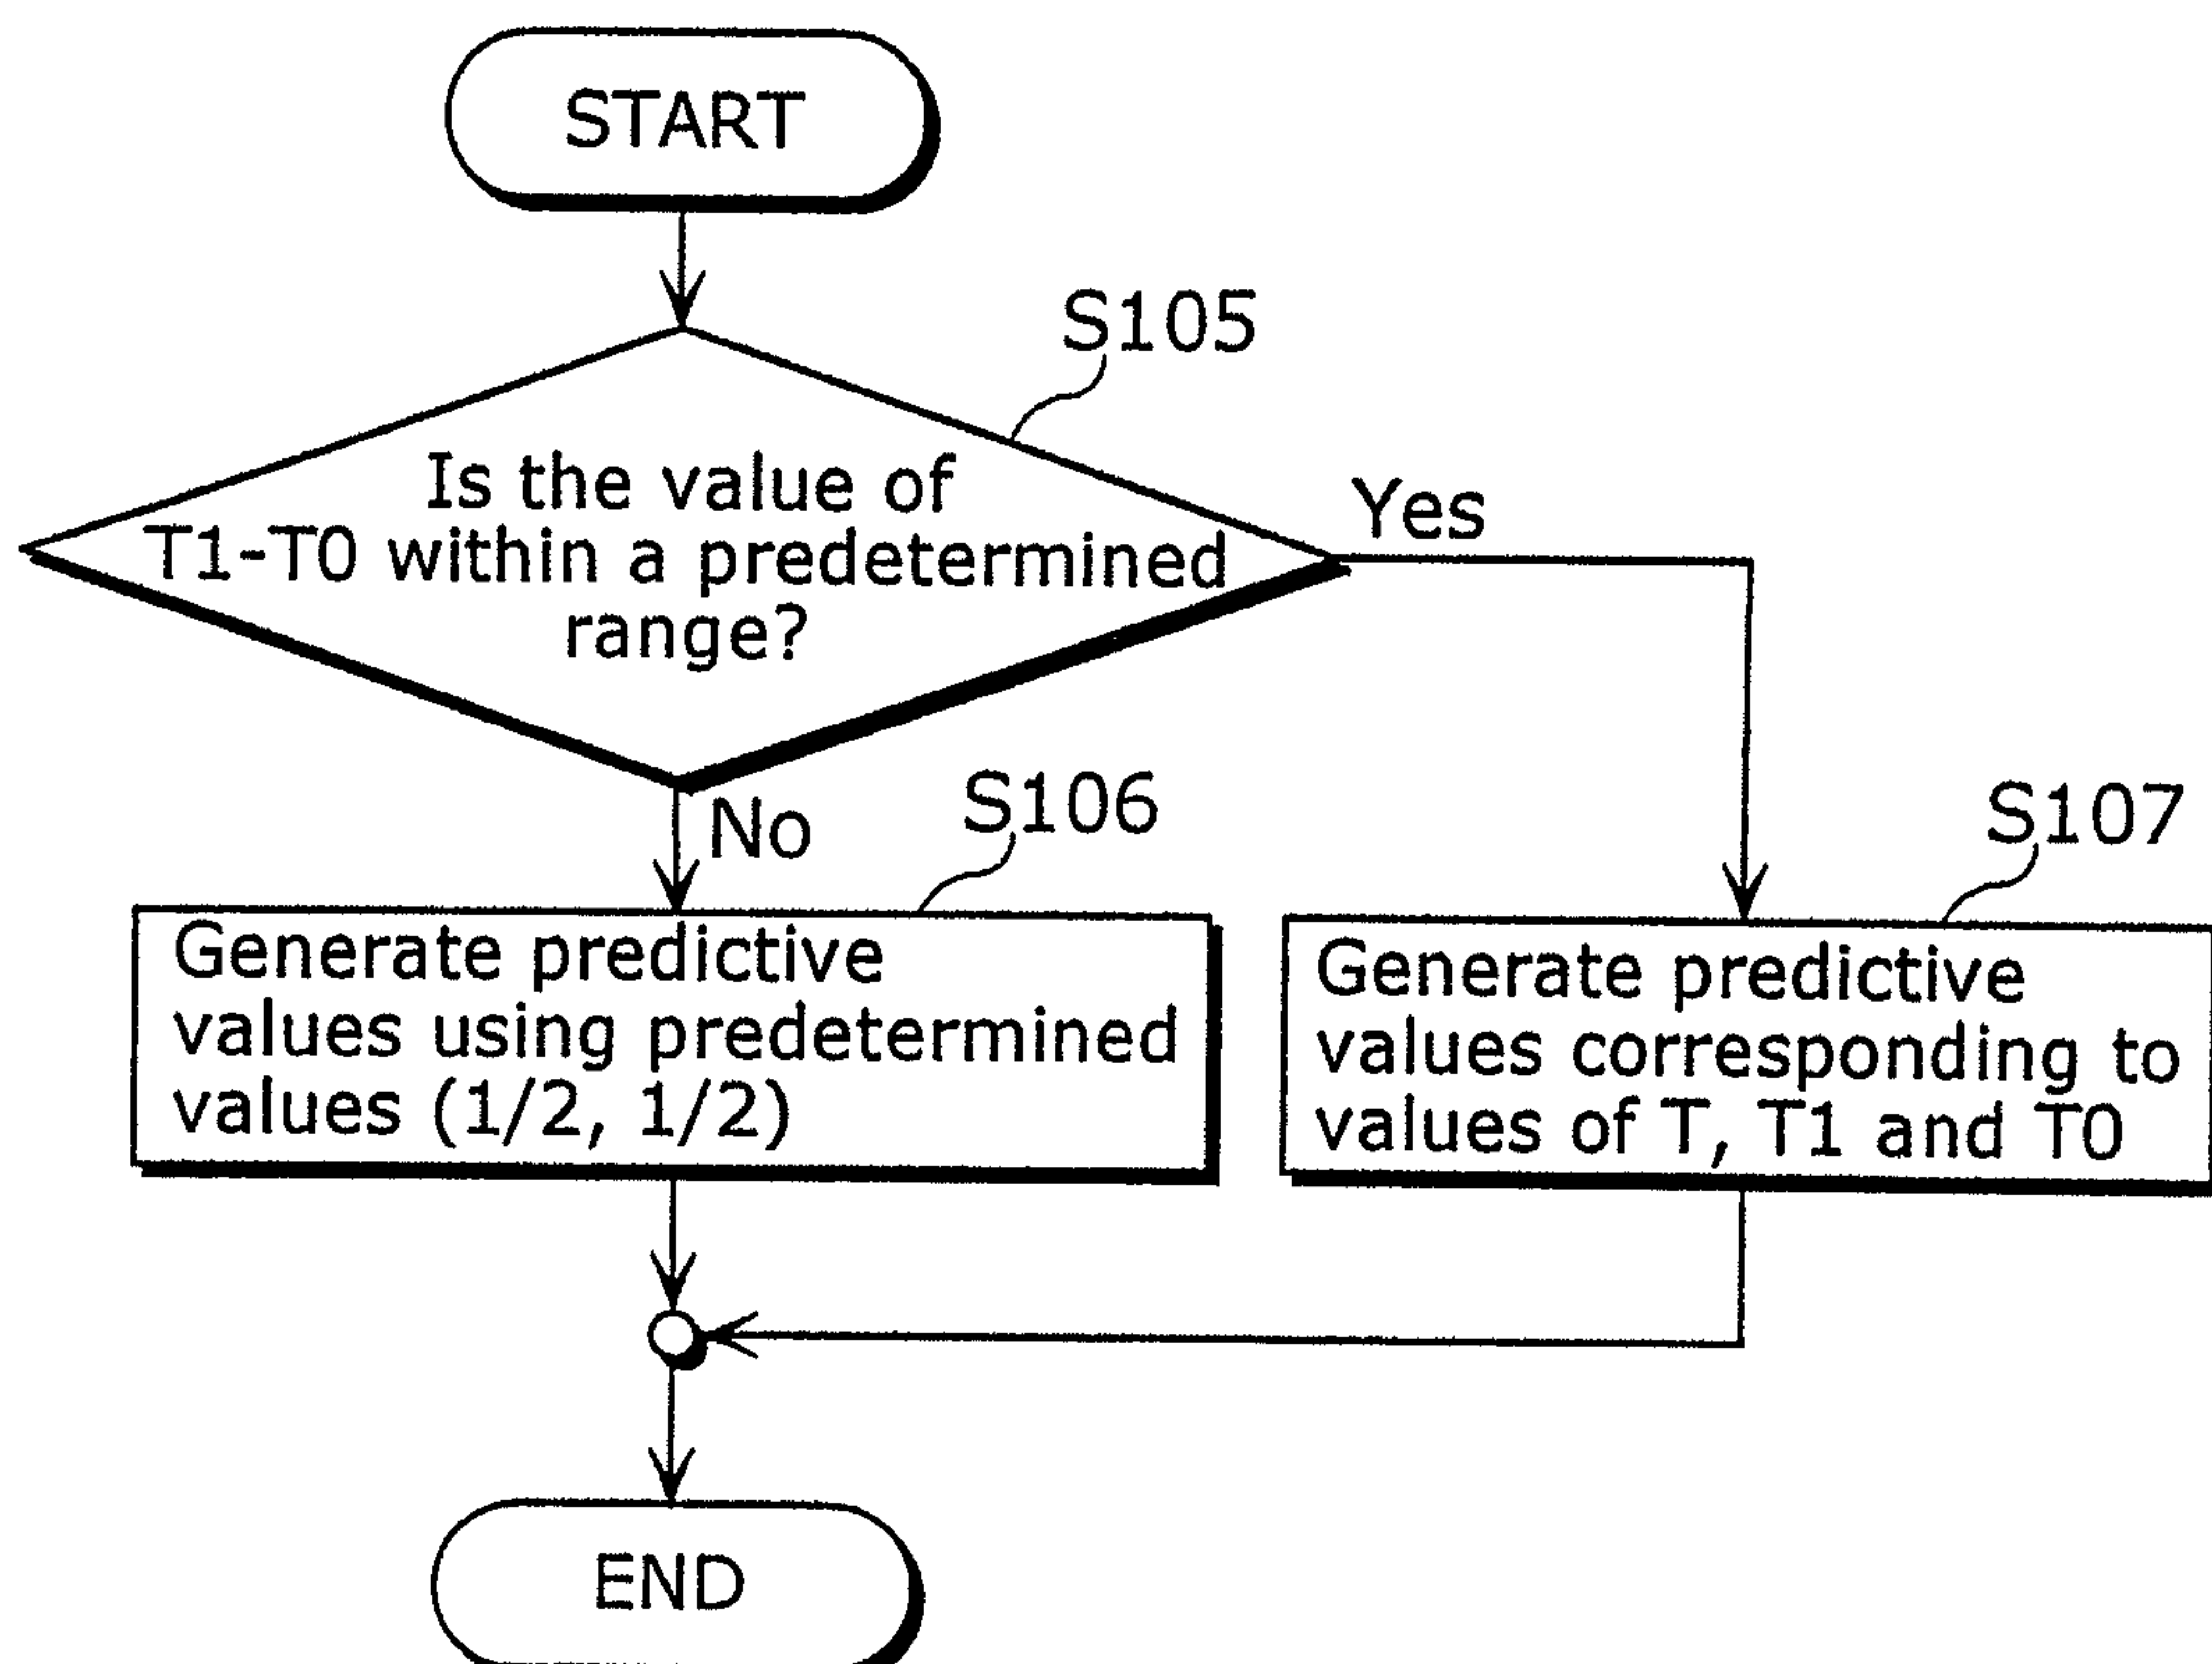 START
S105
Is the value of
T1-T0 within a predetermined
range?
Yes
No
S106
S107
Generate predictive
values using predetermined
values (1/2, 1/2)
Generate predictive
values corresponding to
values of T, T1 and T0
END